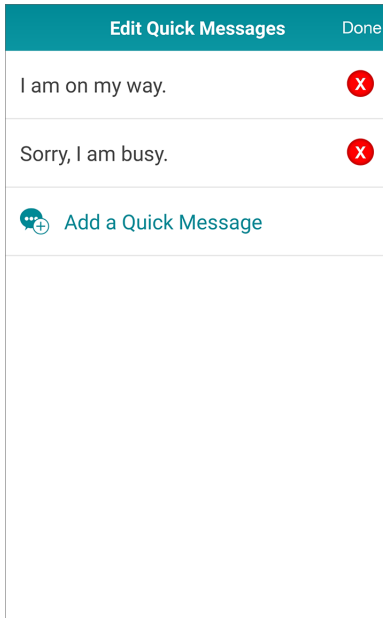 Edit Quick Messages Done
I am on my way. X
Sorry, I am busy. X
Add a Quick Message